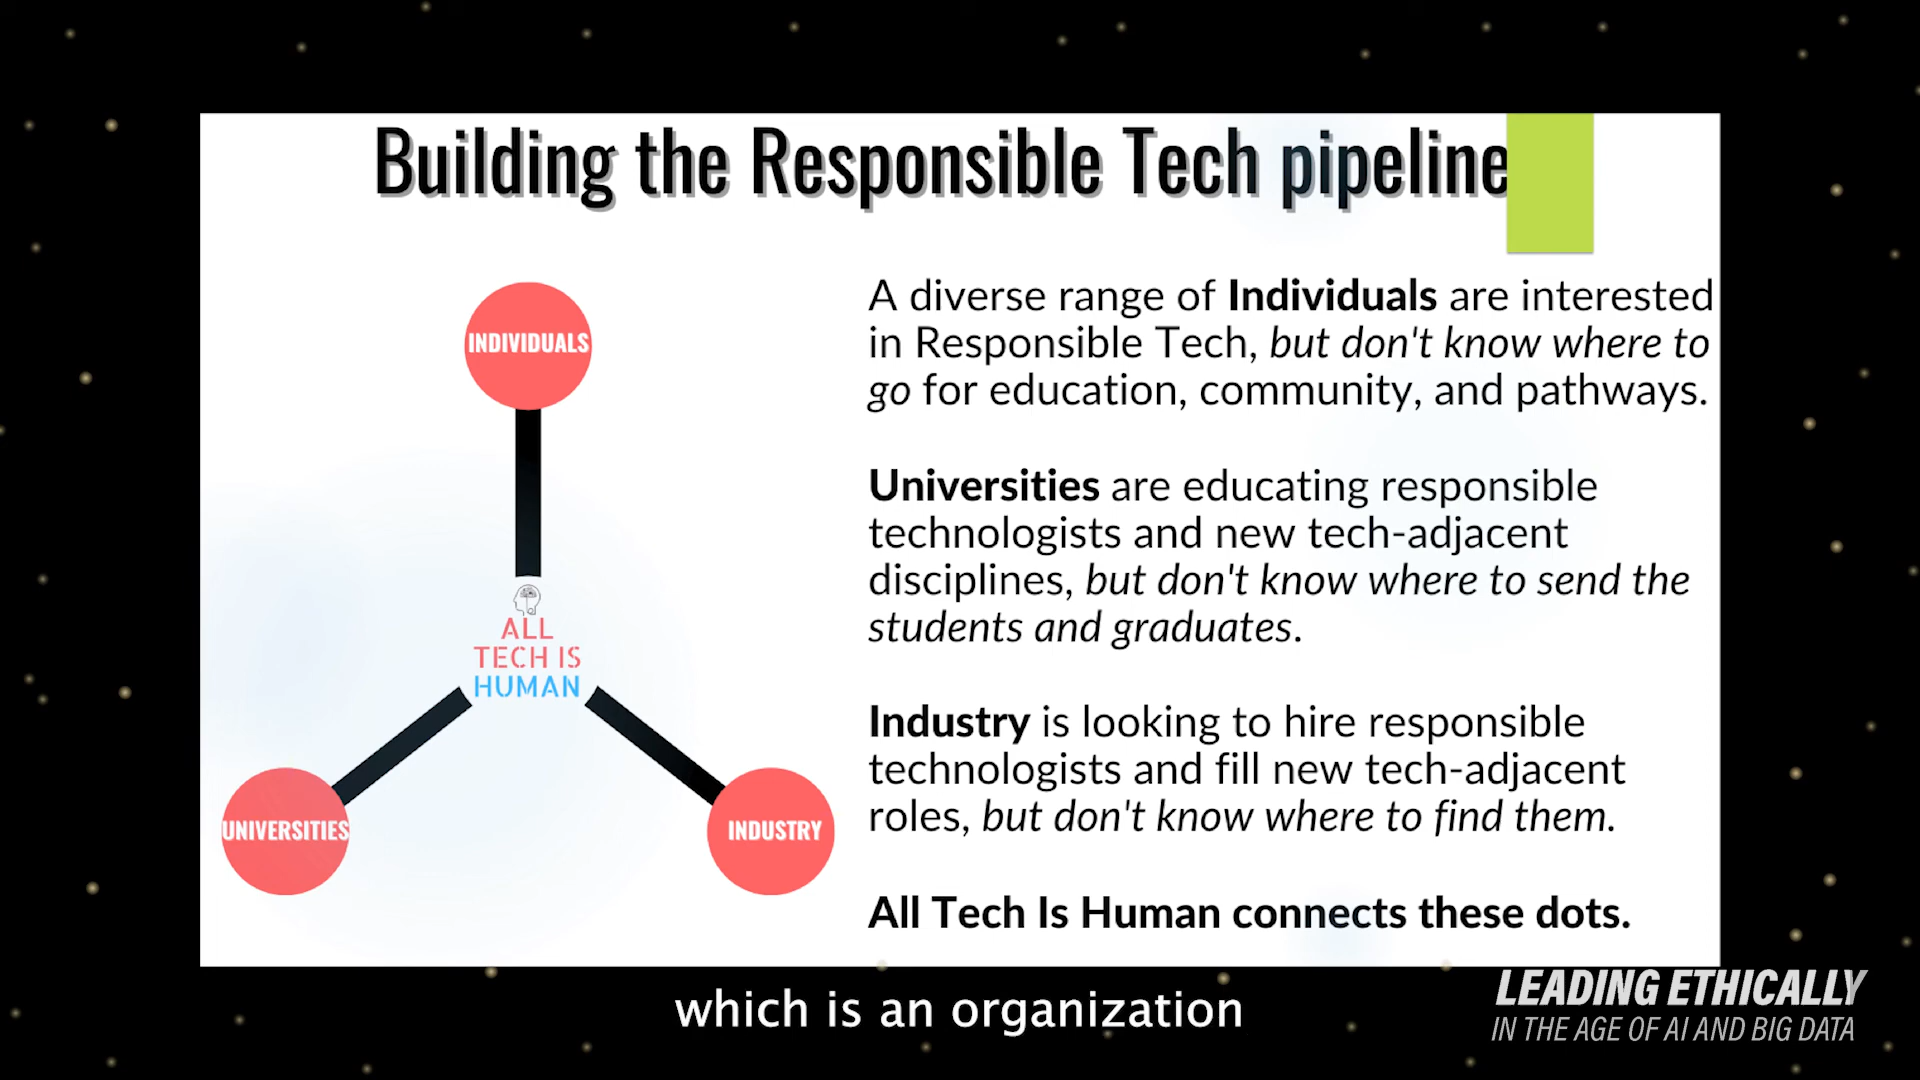 Building the Responsible Tech pipeline
INDIVIDUALS
ALL
TECH IS
HUMAN
UNIVERSITIES
INDUSTRY
A diverse range of Individuals are interested
in Responsible Tech, but don't know where to
go for education, community, and pathways.
Universities are educating responsible
technologists and new tech-adjacent
disciplines, but don't know where to send the
students and graduates.
Industry is looking to hire responsible
technologists and fill new tech-adjacent
roles, but don't know where to find them.
All Tech Is Human connects these dots.
which is an organization
LEADING ETHICALLY
IN THE AGE OF AI AND BIG DATA